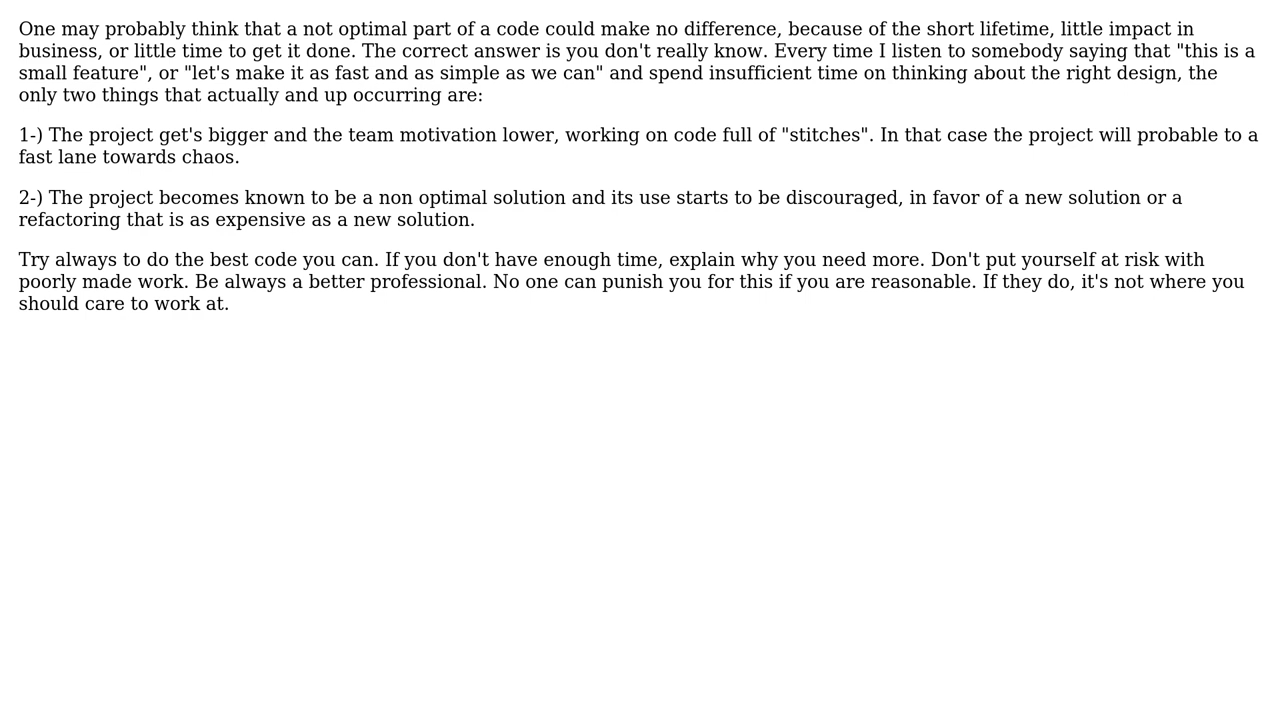 One may probably think that a not optimal part of a code could make no difference, because of the short lifetime, little impact in
business, or little time to get it done. The correct answer is you don't really know. Every time I listen to somebody saying that "this is a
small feature", or "let's make it as fast and as simple as we can" and spend insufficient time on thinking about the right design, the
only two things that actually and up occurring are:
1-) The project get's bigger and the team motivation lower, working on code full of "stitches". In that case the project will probable to a
fast lane towards chaos.
2-) The project becomes known to be a non optimal solution and its use starts to be discouraged, in favor of a new solution or a
refactoring that is as expensive as a new solution.
Try always to do the best code you can. If you don't have enough time, explain why you need more. Don't put yourself at risk with
poorly made work. Be always a better professional. No one can punish you for this if you are reasonable. If they do, it's not where you
should care to work at.